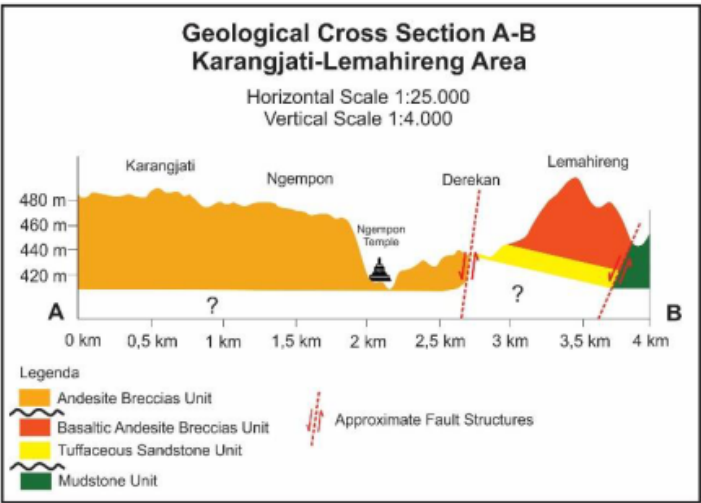 Geological Cross Section A-B
Karangjati-Lemahireng Area
Horizontal Scale 1:25.000
Vertical Scale 1:4.000
Karangjati
Ngempon
Derekan
Lemahireng
480 m
460 m
440 m
420 m
Ngempon
Temple
?
?
A
B
0 km
0,5 km
1 km
1,5 km
2 km
2,5 km
3 km
3,5 km
4 km
Legenda
Andesite Breccias Unit
Basaltic Andesite Breccias Unit
Tuffaceous Sandstone Unit
Mudstone Unit
Approximate Fault Structures